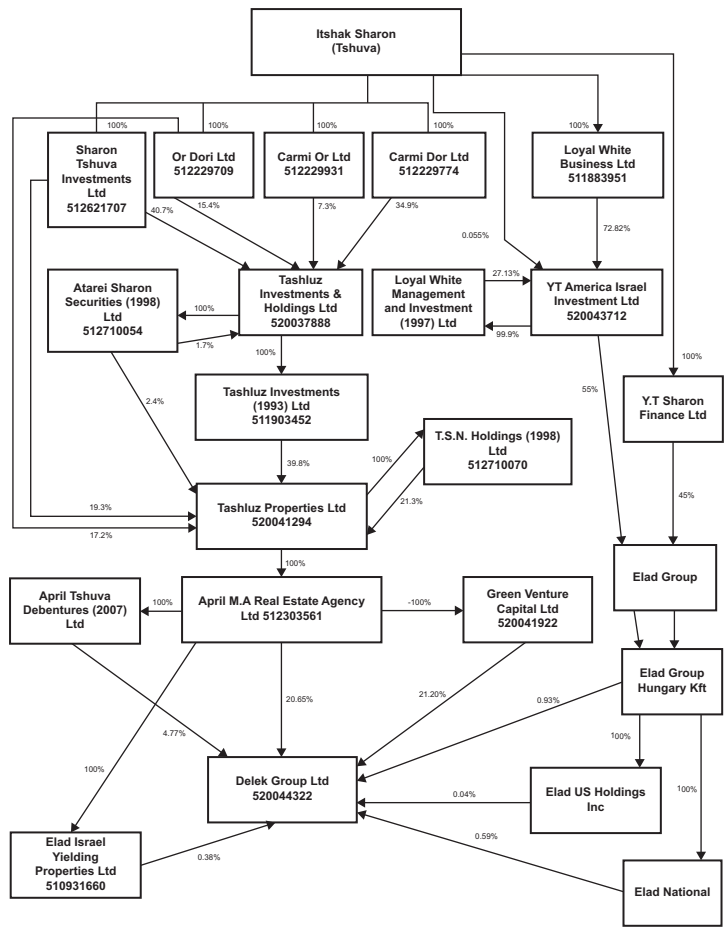 Itshak Sharon
(Tshuva)
100%
100%
100%
100%
100%
Sharon
Tshuva
Investments
Ltd
512621707
Or Dori Ltd
512229709
Carmi Or Ltd
512229931
Carmi Dor Ltd
512229774
Loyal White
Business Ltd
511883951
40.7%
15.4%
7.3%
34.9%
0.055%
72.82%
Atarei Sharon
Securities (1998)
Ltd
512710054
100%
1.7%
Tashluz
Investments &
Holdings Ltd
520037888
Loyal White
Management
and Investment
(1997) Ltd
27.13%
99.9%
YT America Israel
Investment Ltd
520043712
100%
100%
55%
2.4%
Tashluz Investments
(1993) Ltd
511903452
Y.T Sharon
Finance Ltd
39.8%
100%
21.3%
T.S.N. Holdings (1998)
Ltd
512710070
45%
19.3%
17.2%
Tashluz Properties Ltd
520041294
100%
Elad Group
April Tshuva
Debentures (2007)
Ltd
100%
April M.A Real Estate Agency
Ltd 512303561
-100%
Green Venture
Capital Ltd
520041922
Elad Group
Hungary Kft
4.77%
20.65%
21.20%
0.93%
100%
100%
100%
Delek Group Ltd
520044322
0.04%
Elad US Holdings
Inc
0.59%
Elad Israel
Yielding
Properties Ltd
510931660
0.38%
Elad National